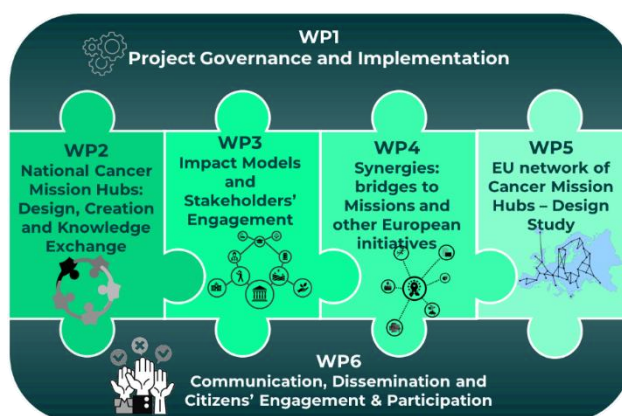 WP1
Project Governance and Implementation
WP2
National Cancer
Mission Hubs:
Design, Creation
and Knowledge
Exchange
WP3
Impact Models
and
Stakeholders’
Engagement
WP4
Synergies:
bridges to
Missions and
other European
initiatives
WP5
EU network of
Cancer Mission
Hubs – Design
Study
WP6
Communication, Dissemination and
Citizens’ Engagement & Participation